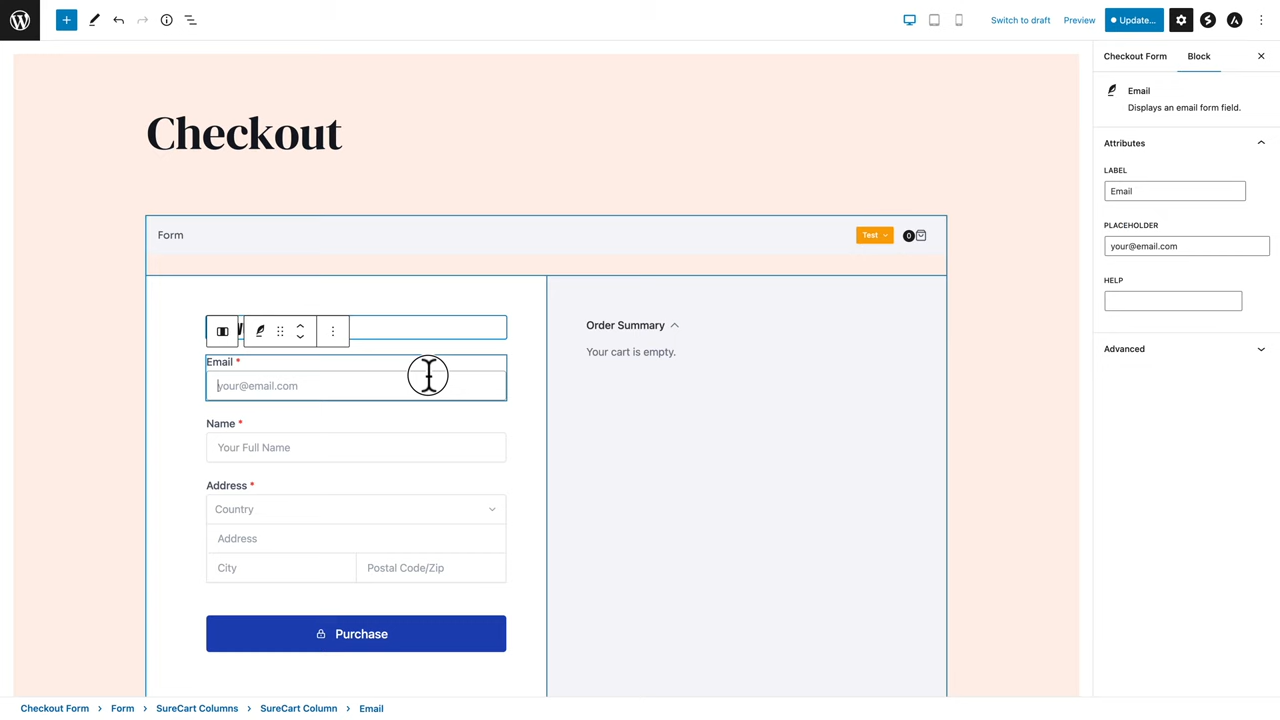 Switch to draft
Preview
Update...
Checkout Form
Block
Email
Displays an email form field.
Attributes
LABEL
Email
PLACEHOLDER
your@email.com
HELP
Advanced
Checkout
Form
Test
0
Email *
your@email.com
Name *
Your Full Name
Address *
Country
Address
City
Postal Code/Zip
Purchase
Order Summary
Your cart is empty.
Checkout Form > Form > SureCart Columns > SureCart Column > Email